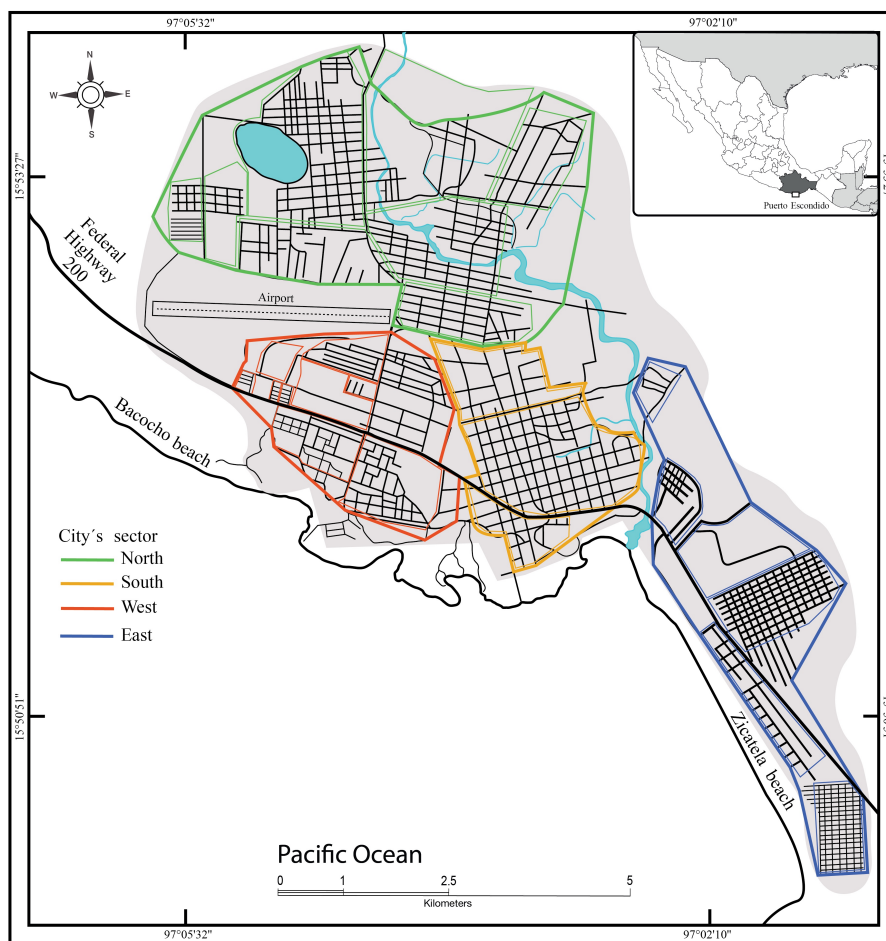 97°05'32"
97°02'10"
N
W
E
S
Puerto Escondido
15°53'27"
Federal
Highway
200
Airport
Bacocho beach
City´s sector
North
South
West
East
15°50'51"
Zicatela beach
Pacific Ocean
0
1
2.5
5
Kilometers
97°05'32"
97°02'10"